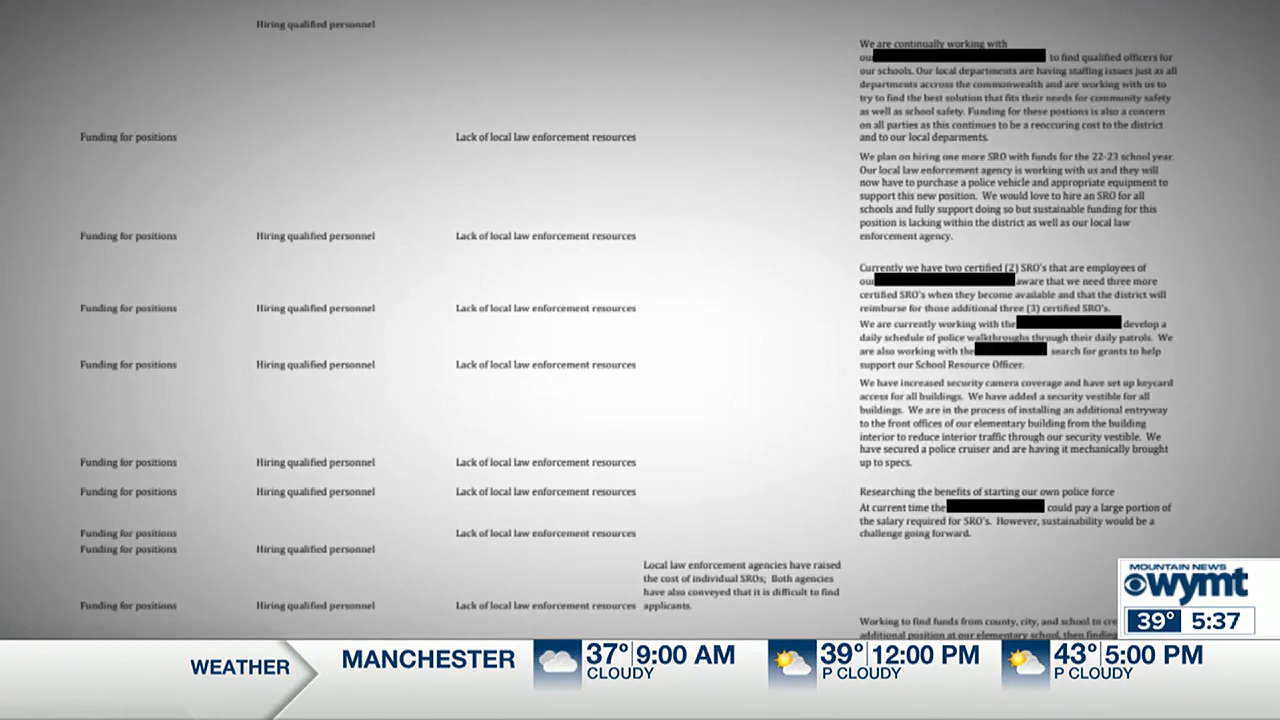 Hiring qualified personnel
We are continually working with
ou to find qualified officers for
our schools. Our local departments are having staffing issues just as all
departments accross the commonwealth and are working with us to
try to find the best solution that fits their needs for community safety
as well as school safety. Funding for these postions is also a concern
on all parties as this continues to be a reoccuring cost to the district
Funding for positions Lack of local law enforcement resources and to our local deparments.
We plan on hiring one more SRO with funds for the 22-23 school year.
Our local law enforcement agency is working with us and they will
now have to purchase a police vehicle and appropriate equipment to
support this new position. We would love to hire an SRO for all
schools and fully support doing so but sustainable funding for this
position is lacking within the district as well as our local law
Funding for positions Hiring qualified personnel Lack of local law enforcement resources enforcement agency.
Currently we have two certified (2) SRO's that are employees of
ou aware that we need three more
certified SRO's when they become available and that the district will
Funding for positions Hiring qualified personnel Lack of local law enforcement resources reimburse for those additional three (3) certified SRO's.
We are currently working with the develop a
daily schedule of police walkthroughs through their daily patrols. We
are also working with the search for grants to help
Funding for positions Hiring qualified personnel Lack of local law enforcement resources support our School Resource Officer.
We have increased security camera coverage and have set up keycard
access for all buildings. We have added a security vestible for all
buildings. We are in the process of installing an additional entryway
to the front offices of our elementary building from the building
interior to reduce interior traffic through our security vestible. We
have secured a police cruiser and are having it mechanically brought
Funding for positions Hiring qualified personnel Lack of local law enforcement resources up to specs.
Funding for positions Hiring qualified personnel Lack of local law enforcement resources Researching the benefits of starting our own police force
At current time the could pay a large portion of
the salary required for SRO's. However, sustainability would be a
Funding for positions Lack of local law enforcement resources challenge going forward.
Funding for positions Hiring qualified personnel
Local law enforcement agencies have raised
the cost of individual SROs; Both agencies
have also conveyed that it is difficult to find
Funding for positions Hiring qualified personnel Lack of local law enforcement resources applicants.
Working to find funds from county, city, and school to cre
additional position at our elementary school, then finding
MOUNTAIN NEWS
wymt
39° 5:37
WEATHER MANCHESTER 37° 9:00 AM CLOUDY 39° 12:00 PM P CLOUDY 43° 5:00 PM P CLOUDY